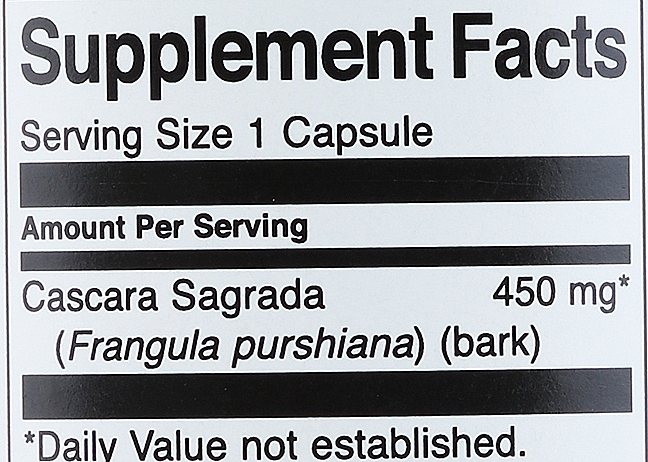 Supplement Facts
Serving Size 1 Capsule
Amount Per Serving
Cascara Sagrada 450 mg*
(Frangula purshiana) (bark)
*Daily Value not established.